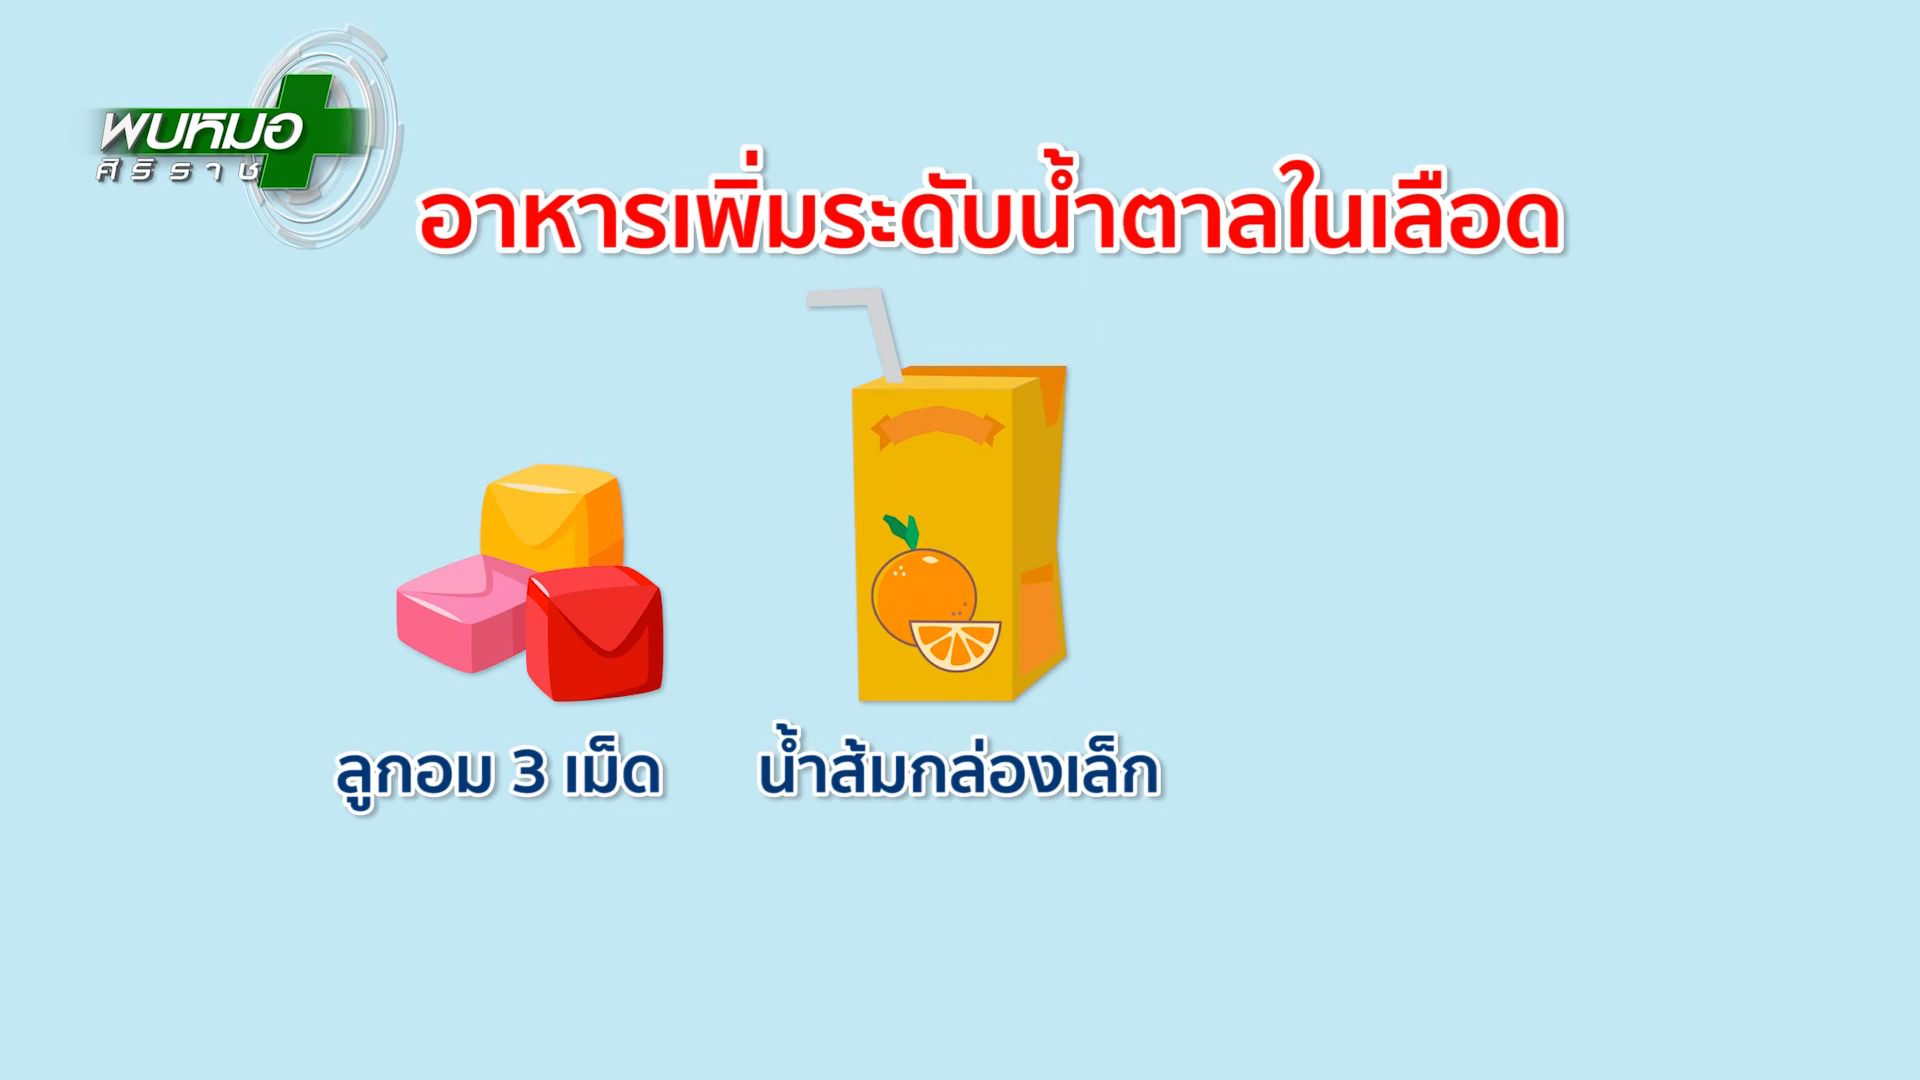 พบหมอ
ศิริราช
อาหารเพิ่มระดับน้ำตาลในเลือด
ลูกอม 3 เม็ด
น้ำส้มกล่องเล็ก